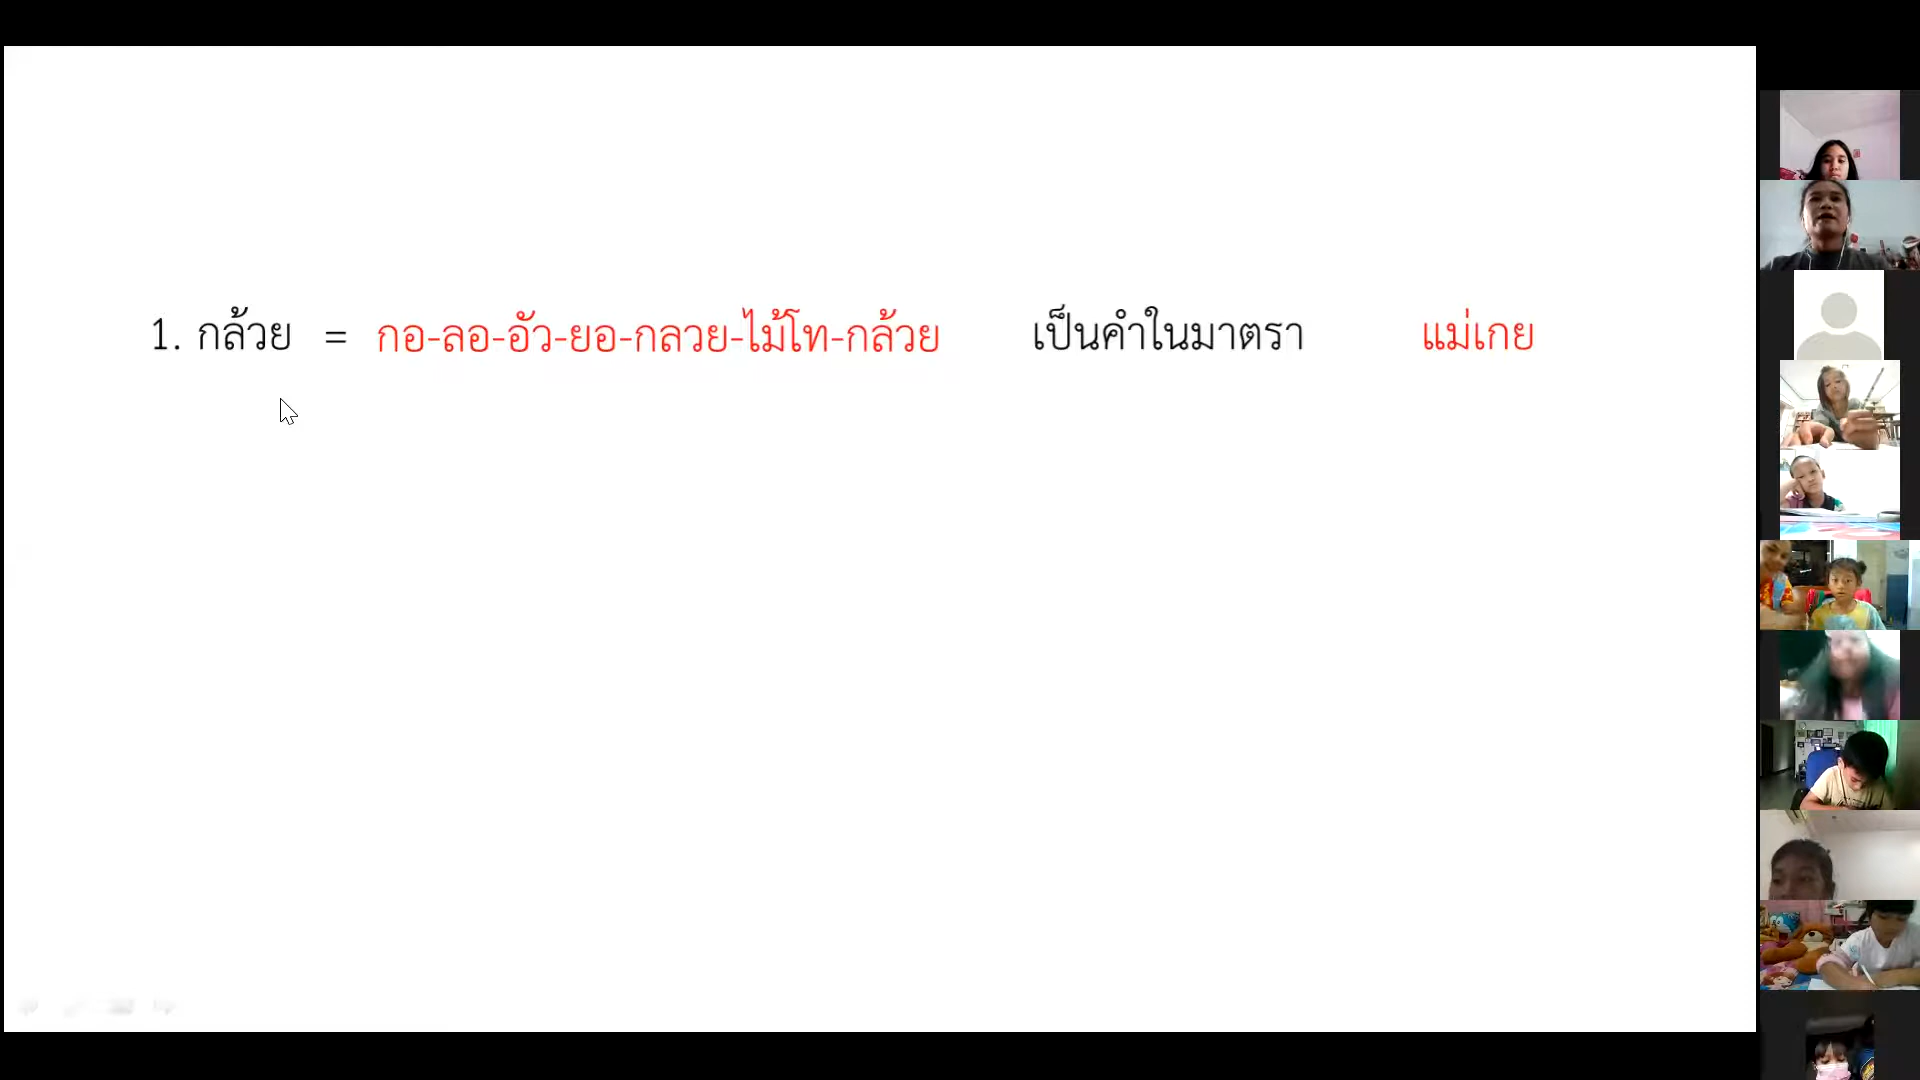 1. กล้วย = กอ-ลอ-อัว-ยอ-กลวย-ไม้โท-กล้วย เป็นคำในมาตรา แม่เกย